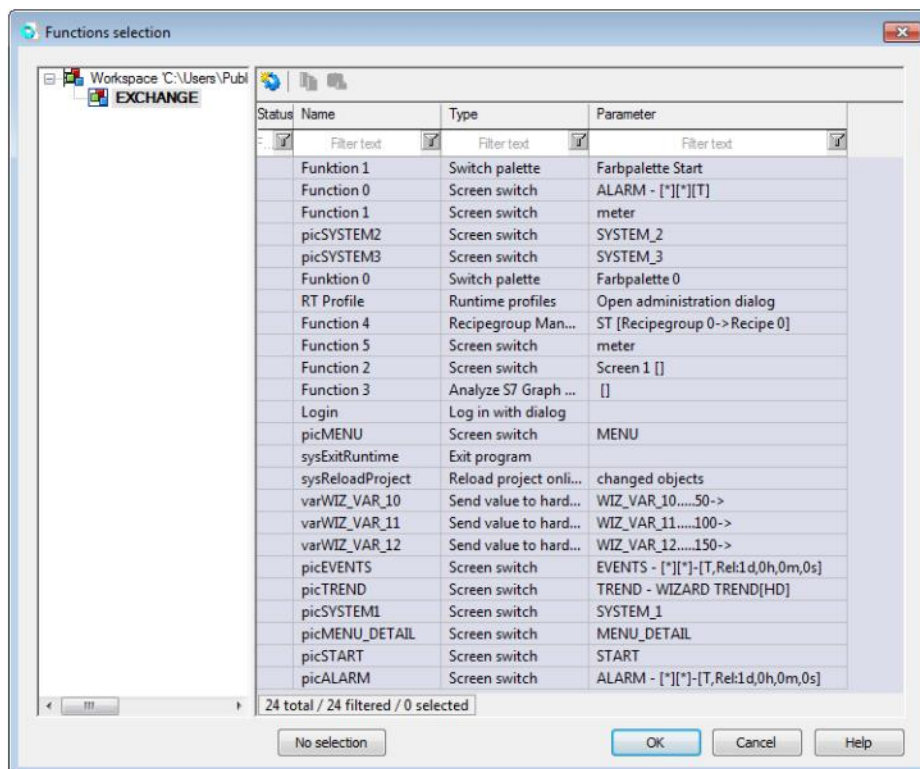 Functions selection
Workspace 'C:\Users\Publ
EXCHANGE
Status Name Type Parameter
F... Filter text Filter text Filter text
Funktion 1 Switch palette Farbpalette Start
Function 0 Screen switch ALARM - [*][*][T]
Function 1 Screen switch meter
picSYSTEM2 Screen switch SYSTEM_2
picSYSTEM3 Screen switch SYSTEM_3
Funktion 0 Switch palette Farbpalette 0
RT Profile Runtime profiles Open administration dialog
Function 4 Recipegroup Man... ST [Recipegroup 0->Recipe 0]
Function 5 Screen switch meter
Function 2 Screen switch Screen 1 []
Function 3 Analyze S7 Graph ... []
Login Log in with dialog
picMENU Screen switch MENU
sysExitRuntime Exit program
sysReloadProject Reload project onli... changed objects
varWIZ_VAR_10 Send value to hard... WIZ_VAR_10.....50->
varWIZ_VAR_11 Send value to hard... WIZ_VAR_11.....100->
varWIZ_VAR_12 Send value to hard... WIZ_VAR_12.....150->
picEVENTS Screen switch EVENTS - [*][*]-[T,Rel:1d,0h,0m,0s]
picTREND Screen switch TREND - WIZARD TREND[HD]
picSYSTEM1 Screen switch SYSTEM_1
picMENU_DETAIL Screen switch MENU_DETAIL
picSTART Screen switch START
picALARM Screen switch ALARM - [*][*]-[T,Rel:1d,0h,0m,0s]
24 total / 24 filtered / 0 selected
No selection OK Cancel Help